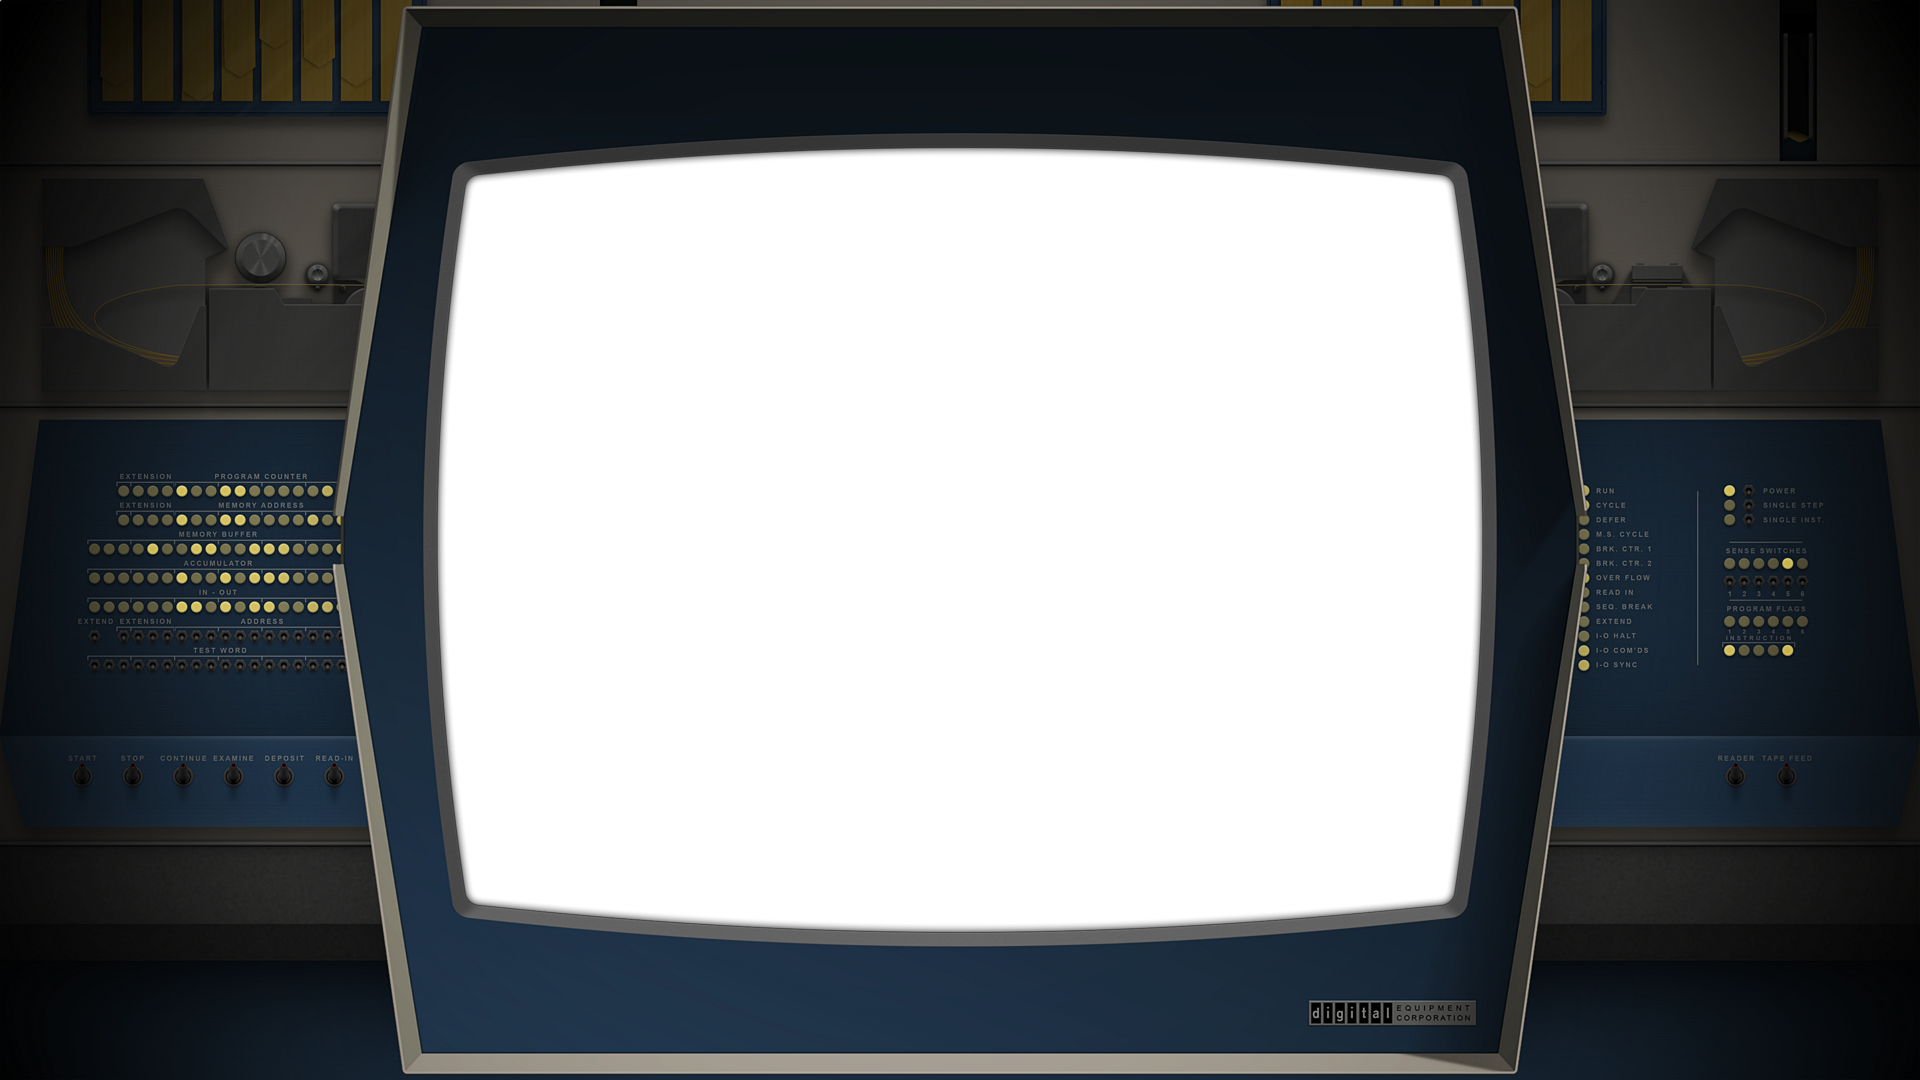 EXTENSION PROGRAM COUNTER
EXTENSION MEMORY ADDRESS
MEMORY BUFFER
ACCUMULATOR
IN - OUT
EXTEND EXTENSION ADDRESS
TEST WORD
START STOP CONTINUE EXAMINE DEPOSIT READ-IN
RUN
CYCLE
DEFER
M.S. CYCLE
BRK. CTR. 1
BRK. CTR. 2
OVER FLOW
READ IN
SEQ. BREAK
EXTEND
I-O HALT
I-O COM'DS
I-O SYNC
POWER
SINGLE STEP
SINGLE INST.
SENSE SWITCHES
1 2 3 4 5 6
PROGRAM FLAGS
1 2 3 4 5 6
INSTRUCTION
READER TAPE FEED
digital EQUIPMENT
CORPORATION